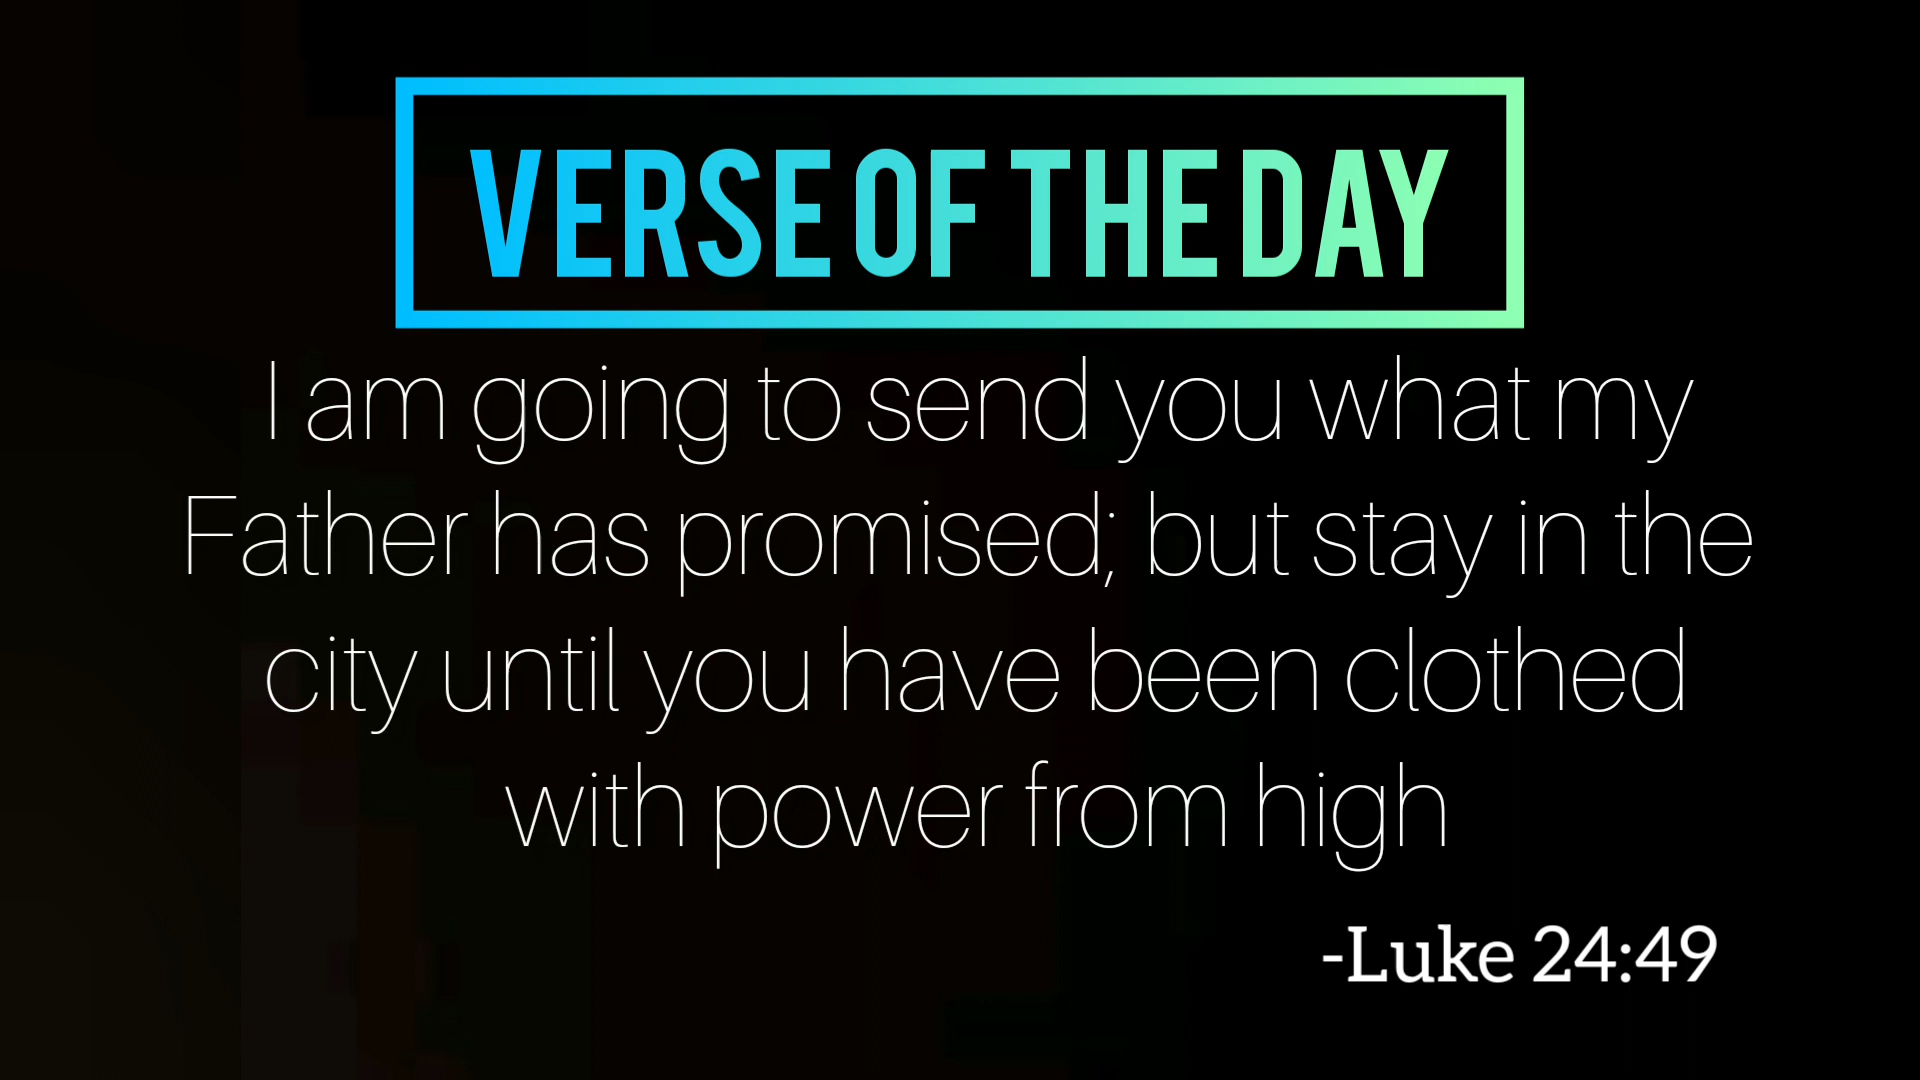 VERSE OF THE DAY
I am going to send you what my
Father has promised; but stay in the
city until you have been clothed
with power from high
-Luke 24:49